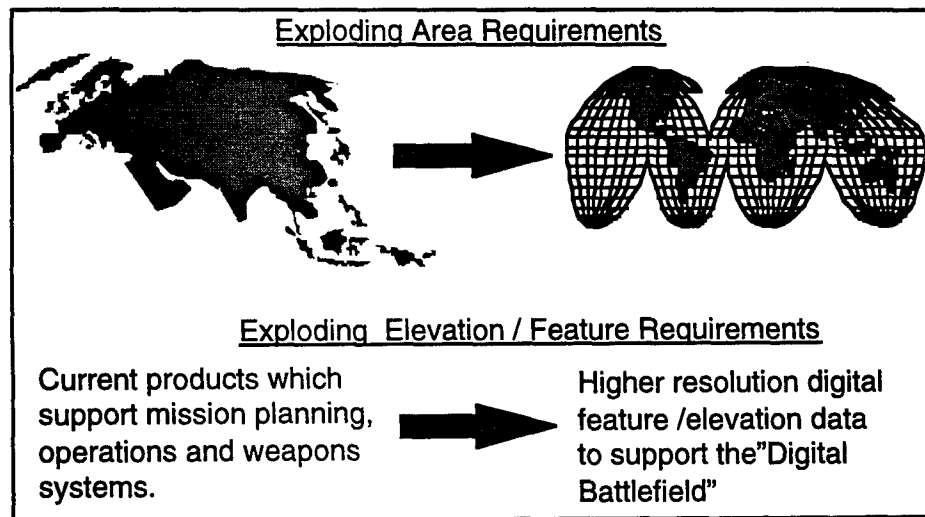 Exploding Area Requirements
Exploding Elevation / Feature Requirements
Current products which
support mission planning,
operations and weapons
systems.
Higher resolution digital
feature /elevation data
to support the"Digital
Battlefield"